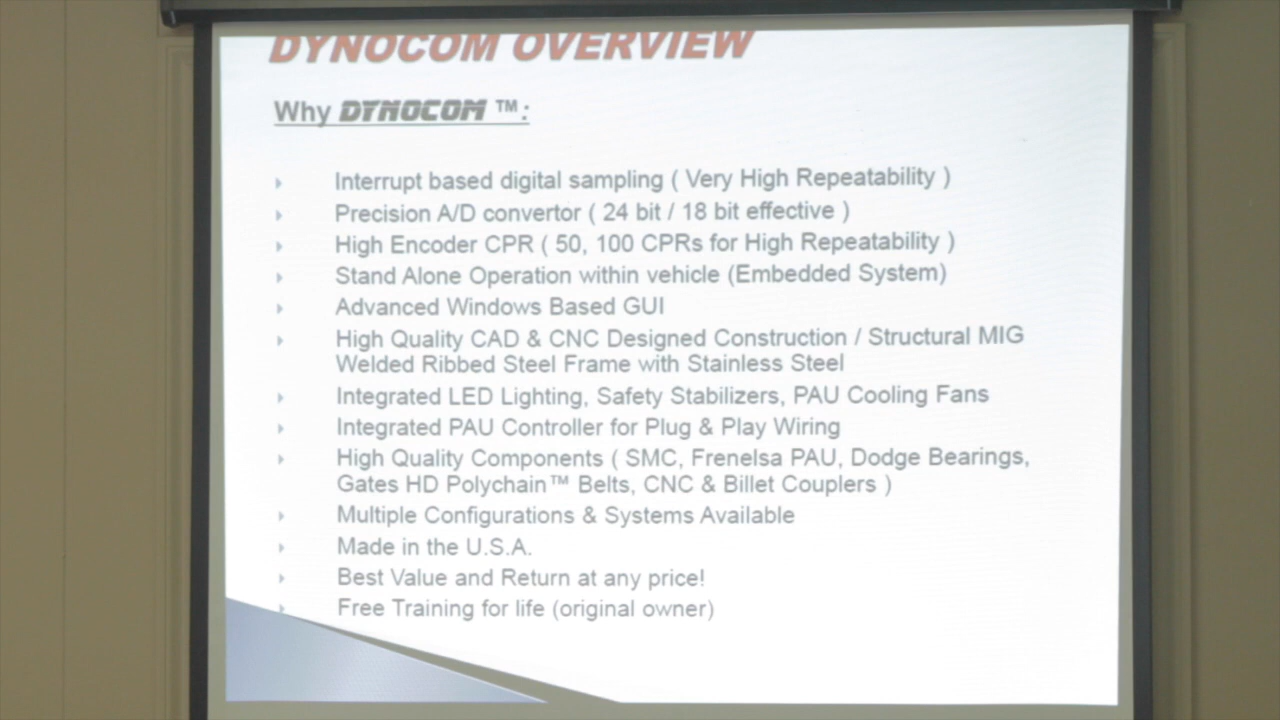 DYNOCOM OVERVIEW
Why DYNOCOM ™ :
Interrupt based digital sampling ( Very High Repeatability )
Precision A/D convertor ( 24 bit / 18 bit effective )
High Encoder CPR ( 50, 100 CPRs for High Repeatability )
Stand Alone Operation within vehicle (Embedded System)
Advanced Windows Based GUI
High Quality CAD & CNC Designed Construction / Structural MIG
Welded Ribbed Steel Frame with Stainless Steel
Integrated LED Lighting, Safety Stabilizers, PAU Cooling Fans
Integrated PAU Controller for Plug & Play Wiring
High Quality Components ( SMC, Frenelsa PAU, Dodge Bearings,
Gates HD Polychain™ Belts, CNC & Billet Couplers )
Multiple Configurations & Systems Available
Made in the U.S.A.
Best Value and Return at any price!
Free Training for life (original owner)